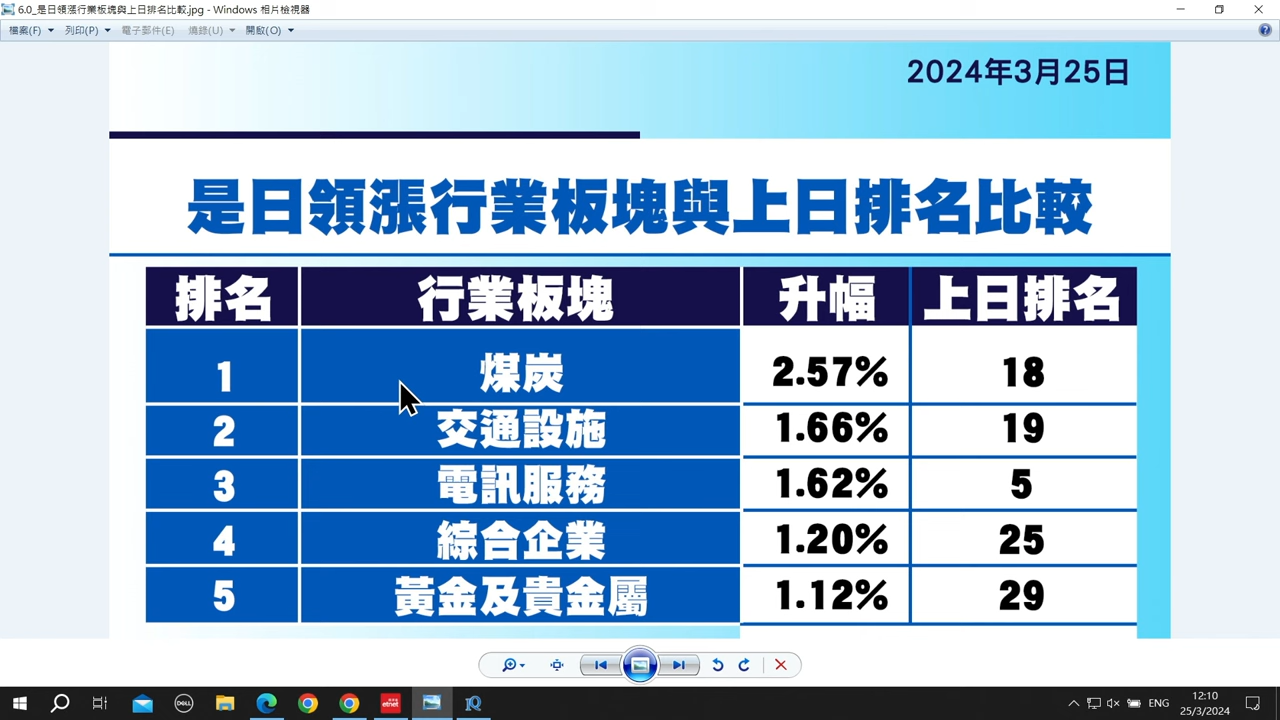 6.0_是日領漲行業板塊與上日排名比較.jpg - Windows 相片檢視器
檔案(F) 列印(P) 電子郵件(E) 燒錄(U) 開啟(O)
2024年3月25日
是日領漲行業板塊與上日排名比較
排名 行業板塊 升幅 上日排名
1 煤炭 2.57% 18
2 交通設施 1.66% 19
3 電訊服務 1.62% 5
4 綜合企業 1.20% 25
5 黃金及貴金屬 1.12% 29
DELL etnet IQ ENG 12:10
25/3/2024